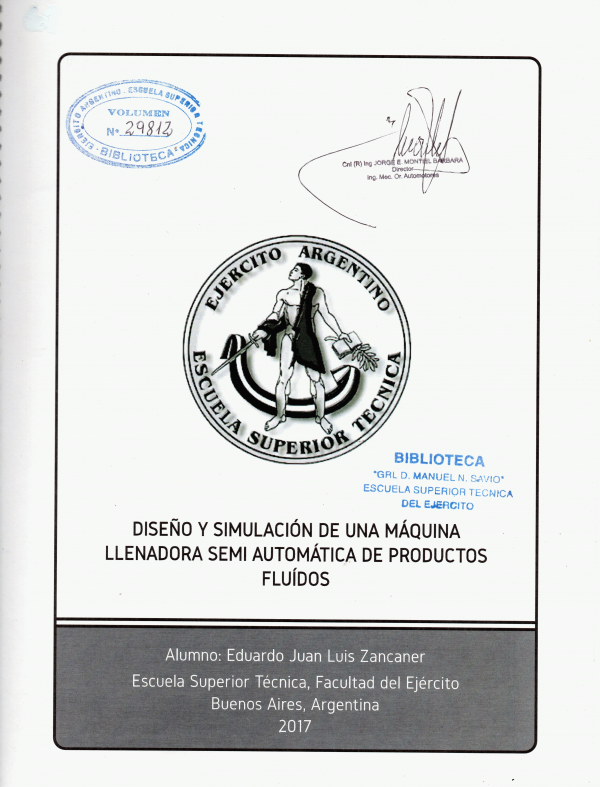 EJERCITO ARGENTINO - ESCUELA SUPERIOR TECNICA
VOLUMEN
Nº 29812
- BIBLIOTECA -
Cnl (R) Ing JORGE E. MONTIEL BARBARA
Director
Ing. Mec. Or. Automotores
EJERCITO ARGENTINO
ESCUELA SUPERIOR TECNICA
BIBLIOTECA
"GRL D. MANUEL N. SAVIO"
ESCUELA SUPERIOR TECNICA
DEL EJERCITO
DISEÑO Y SIMULACIÓN DE UNA MÁQUINA
LLENADORA SEMI AUTOMÁTICA DE PRODUCTOS
FLUÍDOS
Alumno: Eduardo Juan Luis Zancaner
Escuela Superior Técnica, Facultad del Ejército
Buenos Aires, Argentina
2017